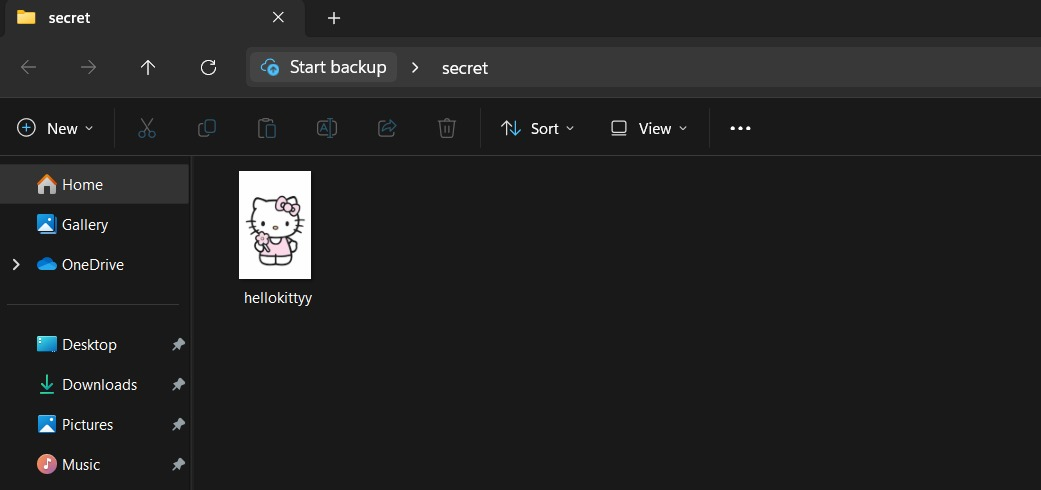 secret
Start backup > secret
New
Sort
View
Home
Gallery
OneDrive
hellokittyy
Desktop
Downloads
Pictures
Music